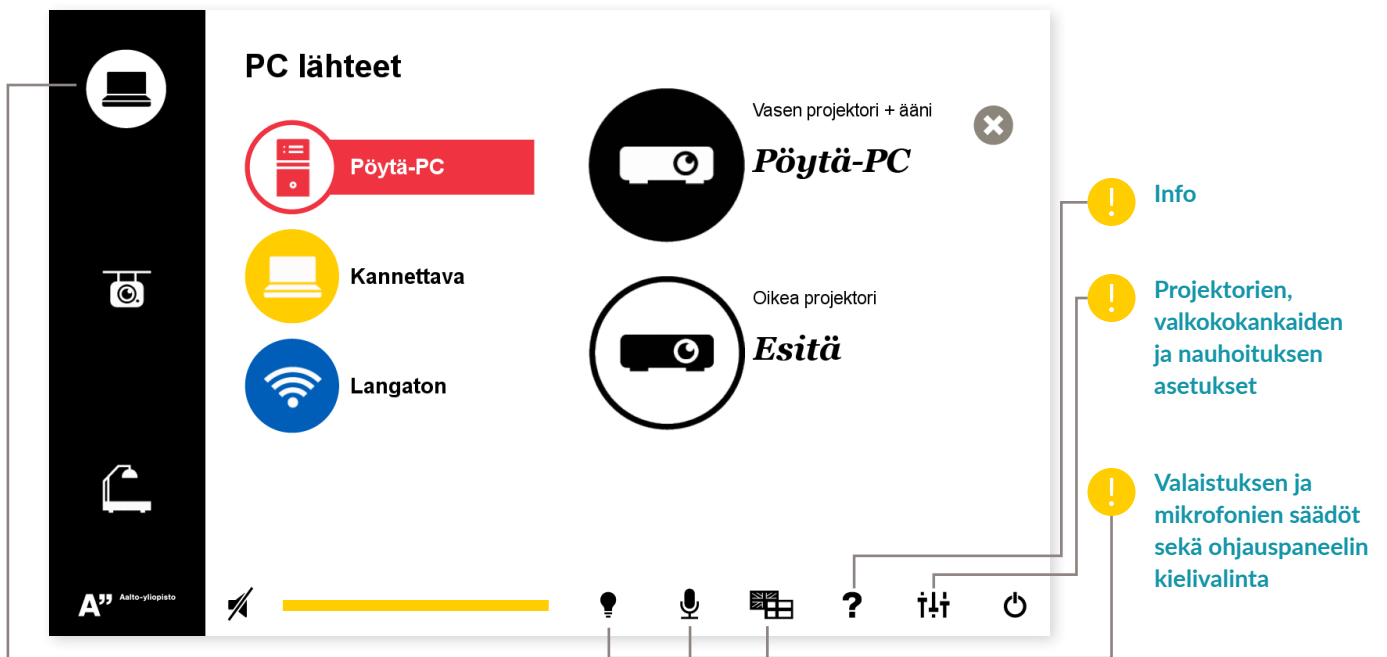 PC lähteet
Pöytä-PC
Kannettava
Langaton
Vasen projektori + ääni
Pöytä-PC
Oikea projektori
Esitä
A”
Aalto-yliopisto
?
!
Info
!
Projektorien,
valkokokankaiden
ja nauhoituksen
asetukset
!
Valaistuksen ja
mikrofonien säädöt
sekä ohjauspaneelin
kielivalinta